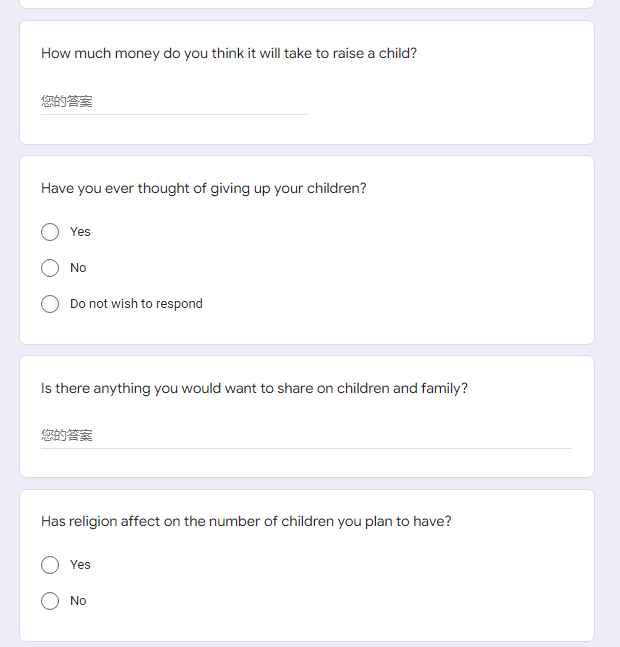 How much money do you think it will take to raise a child?
您的答案
Have you ever thought of giving up your children?
Yes
No
Do not wish to respond
Is there anything you would want to share on children and family?
您的答案
Has religion affect on the number of children you plan to have?
Yes
No